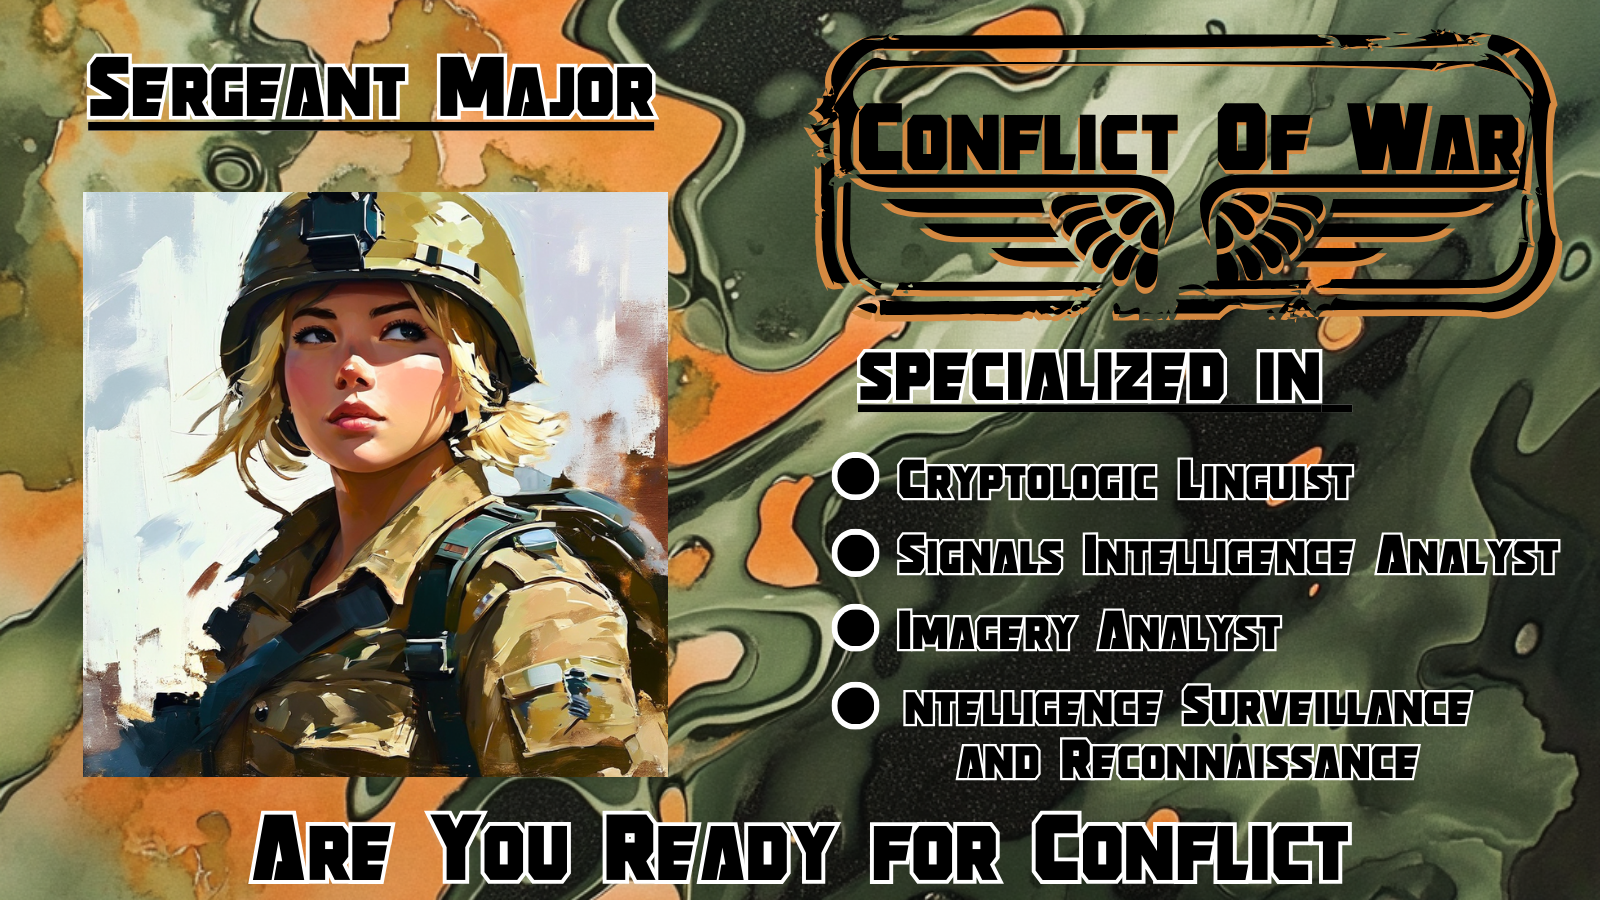 Sergeant Major
Conflict Of War
SPECIALIZED IN
Cryptologic Linguist
Signals Intelligence Analyst
Imagery Analyst
ntelligence Surveillance
and Reconnaissance
Are You Ready for Conflict